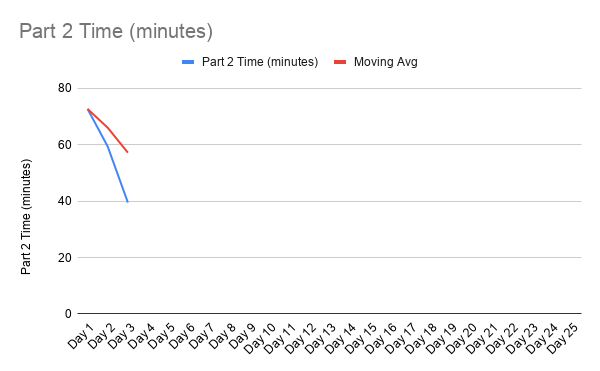 Part 2 Time (minutes)
Part 2 Time (minutes) Moving Avg
Part 2 Time (minutes)
80
60
40
20
0
Day 1
Day 2
Day 3
Day 4
Day 5
Day 6
Day 7
Day 8
Day 9
Day 10
Day 11
Day 12
Day 13
Day 14
Day 15
Day 16
Day 17
Day 18
Day 19
Day 20
Day 21
Day 22
Day 23
Day 24
Day 25